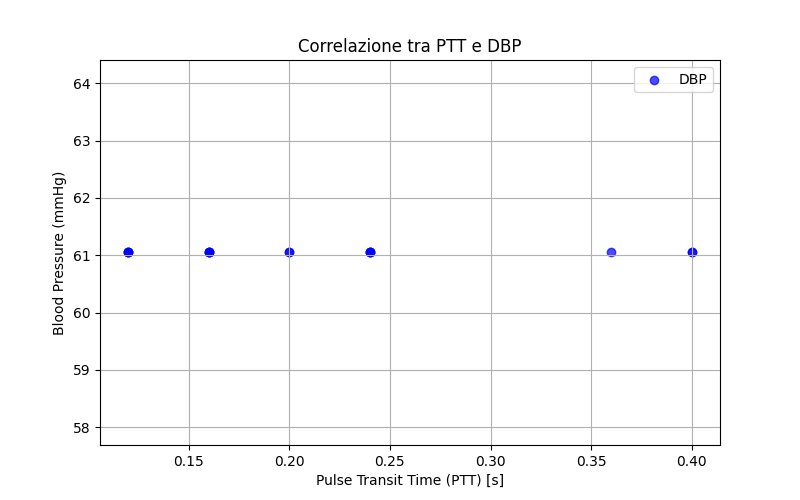 Correlazione tra PTT e DBP
DBP
64
63
62
61
60
59
58
Blood Pressure (mmHg)
0.15 0.20 0.25 0.30 0.35 0.40
Pulse Transit Time (PTT) [s]